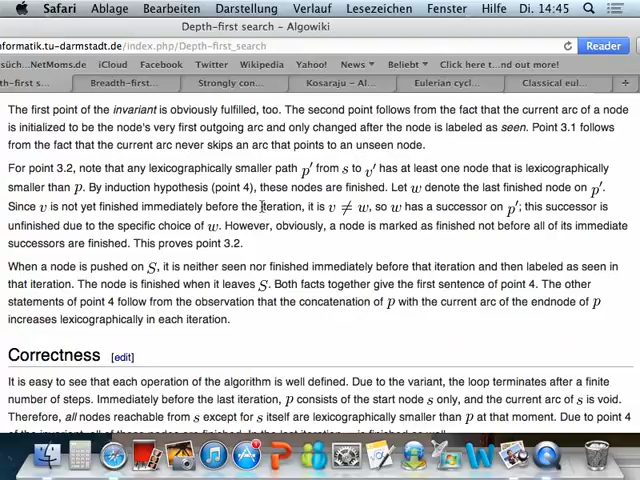 Safari Ablage Bearbeiten Darstellung Verlauf Lesezeichen Fenster Hilfe Di. 14:45
Depth-first search - Algowiki
nformatik.tu-darmstadt.de/index.php/Depth-first_search Reader
NetMoms.de iCloud Facebook Twitter Wikipedia Yahoo! Beliebt
Breadth-first... Strongly con... Kosaraju - Al... Eulerian cycl... Classical eul...
The first point of the invariant is obviously fulfilled, too. The second point follows from the fact that the current arc of a node
is initialized to be the node's very first outgoing arc and only changed after the node is labeled as seen. Point 3.1 follows
from the fact that the current arc never skips an arc that points to an unseen node.
For point 3.2, note that any lexicographically smaller path p′ from s to v′ has at least one node that is lexicographically
smaller than p. By induction hypothesis (point 4), these nodes are finished. Let w denote the last finished node on p′.
Since v is not yet finished immediately before the iteration, it is v ≠ w, so w has a successor on p′; this successor is
unfinished due to the specific choice of w. However, obviously, a node is marked as finished not before all of its immediate
successors are finished. This proves point 3.2.
When a node is pushed on S, it is neither seen nor finished immediately before that iteration and then labeled as seen in
that iteration. The node is finished when it leaves S. Both facts together give the first sentence of point 4. The other
statements of point 4 follow from the observation that the concatenation of p with the current arc of the endnode of p
increases lexicographically in each iteration.
Correctness [edit]
It is easy to see that each operation of the algorithm is well defined. Due to the variant, the loop terminates after a finite
number of steps. Immediately before the last iteration, p consists of the start node s only, and the current arc of s is void.
Therefore, all nodes reachable from s except for s itself are lexicographically smaller than p at that moment. Due to point 4